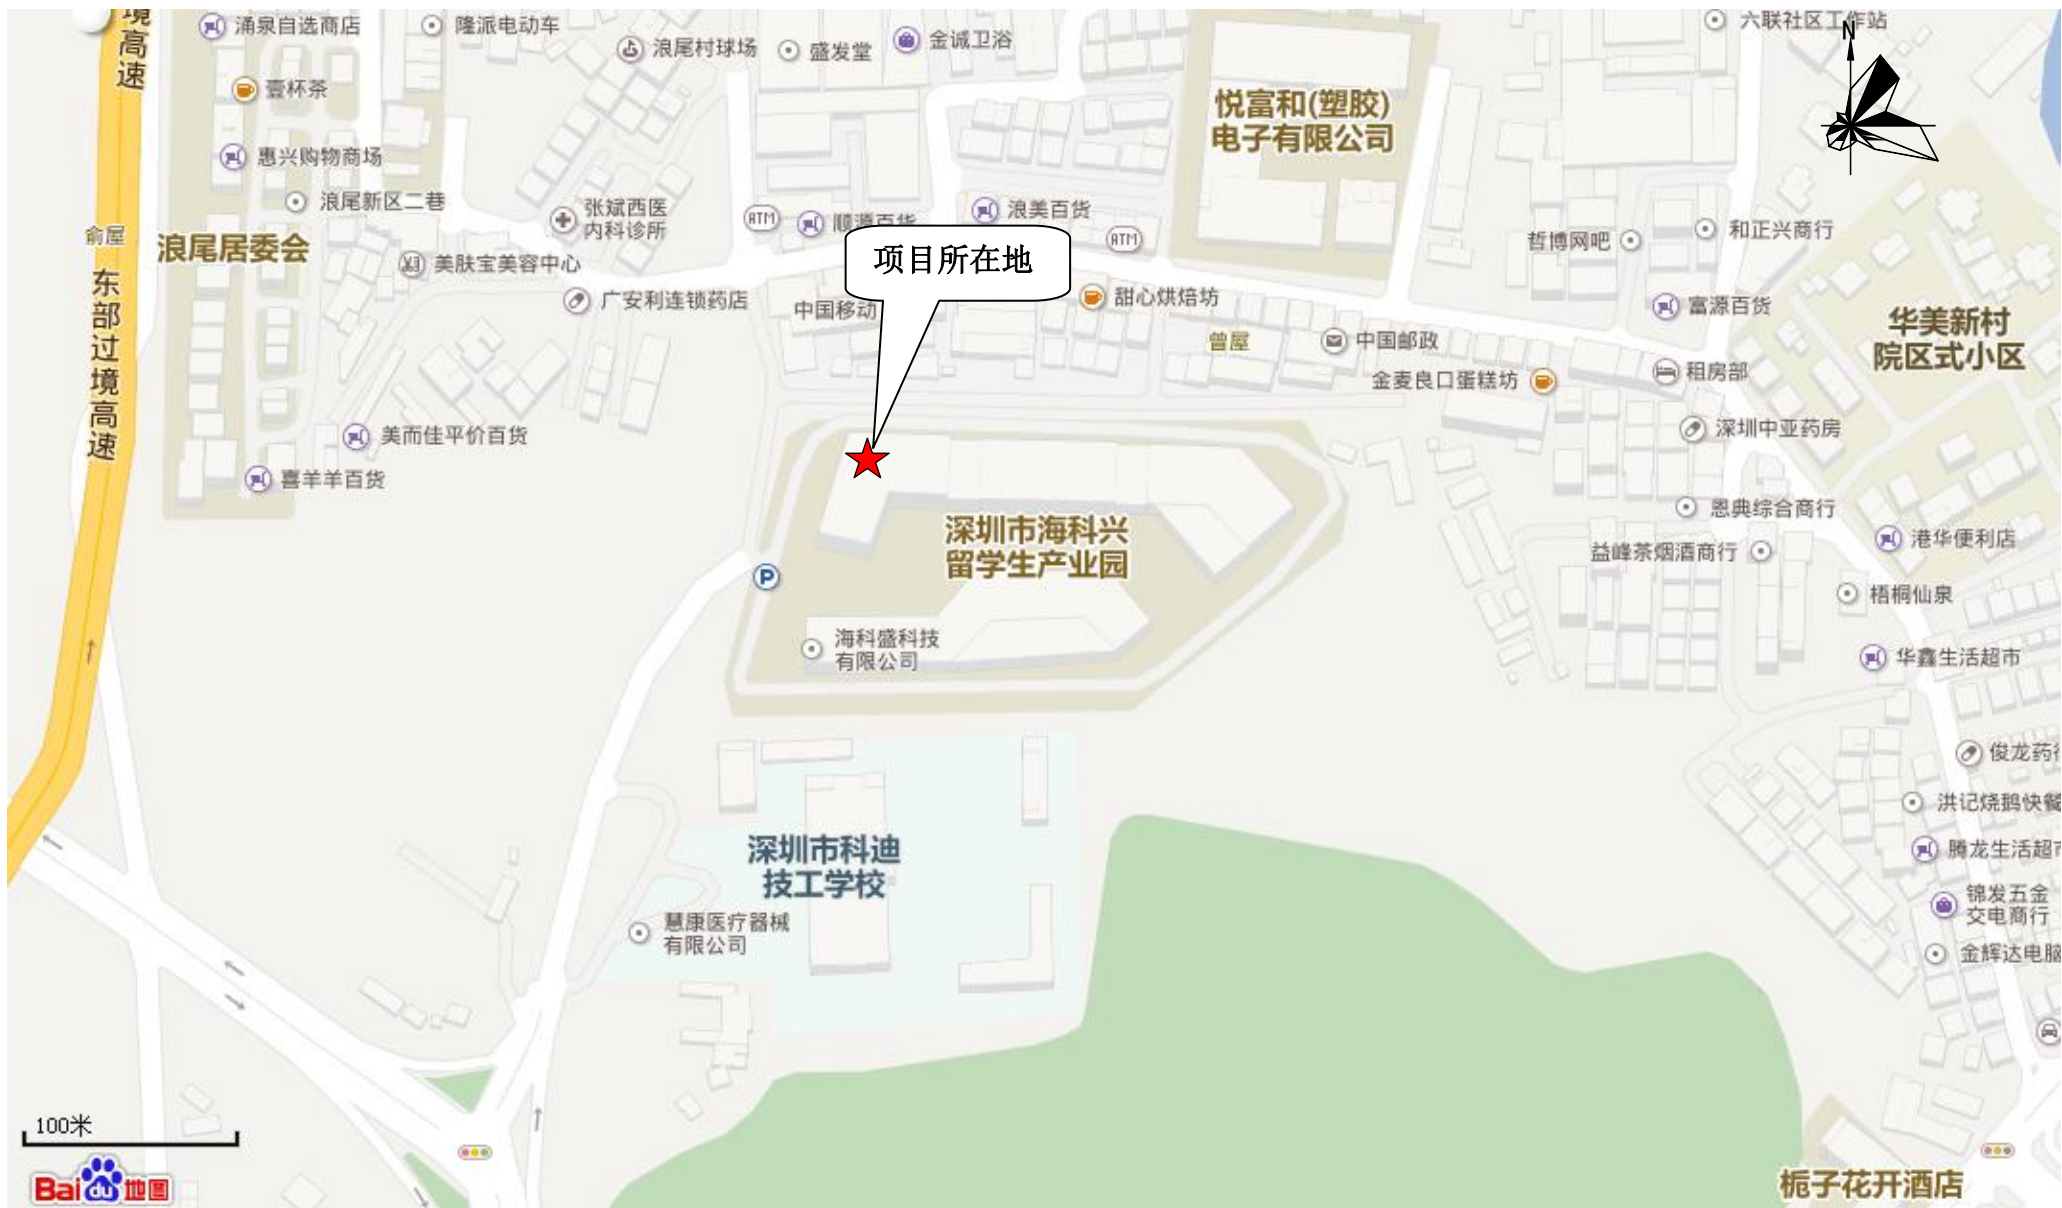 境
高
速
涌泉自选商店
隆派电动车
浪尾村球场
盛发堂
金诚卫浴
六联社区工作站
N
壹杯茶
悦富和(塑胶)
电子有限公司
惠兴购物商场
浪尾新区二巷
张斌西医
内科诊所
ATM
顺源百货
浪美百货
ATM
哲博网吧
和正兴商行
俞屋
浪尾居委会
美肤宝美容中心
项目所在地
东
部
过
境
高
速
广安利连锁药店
中国移动
甜心烘焙坊
富源百货
曾屋
中国邮政
华美新村
院区式小区
金麦良口蛋糕坊
租房部
美而佳平价百货
深圳中亚药房
喜羊羊百货
深圳市海科兴
留学生产业园
恩典综合商行
益峰茶烟酒商行
港华便利店
P
梧桐仙泉
海科盛科技
有限公司
华鑫生活超市
俊龙药行
洪记烧鹅快餐
深圳市科迪
技工学校
腾龙生活超市
锦发五金
交电商行
慧康医疗器械
有限公司
金辉达电脑
100米
Bai du 地图
栀子花开酒店